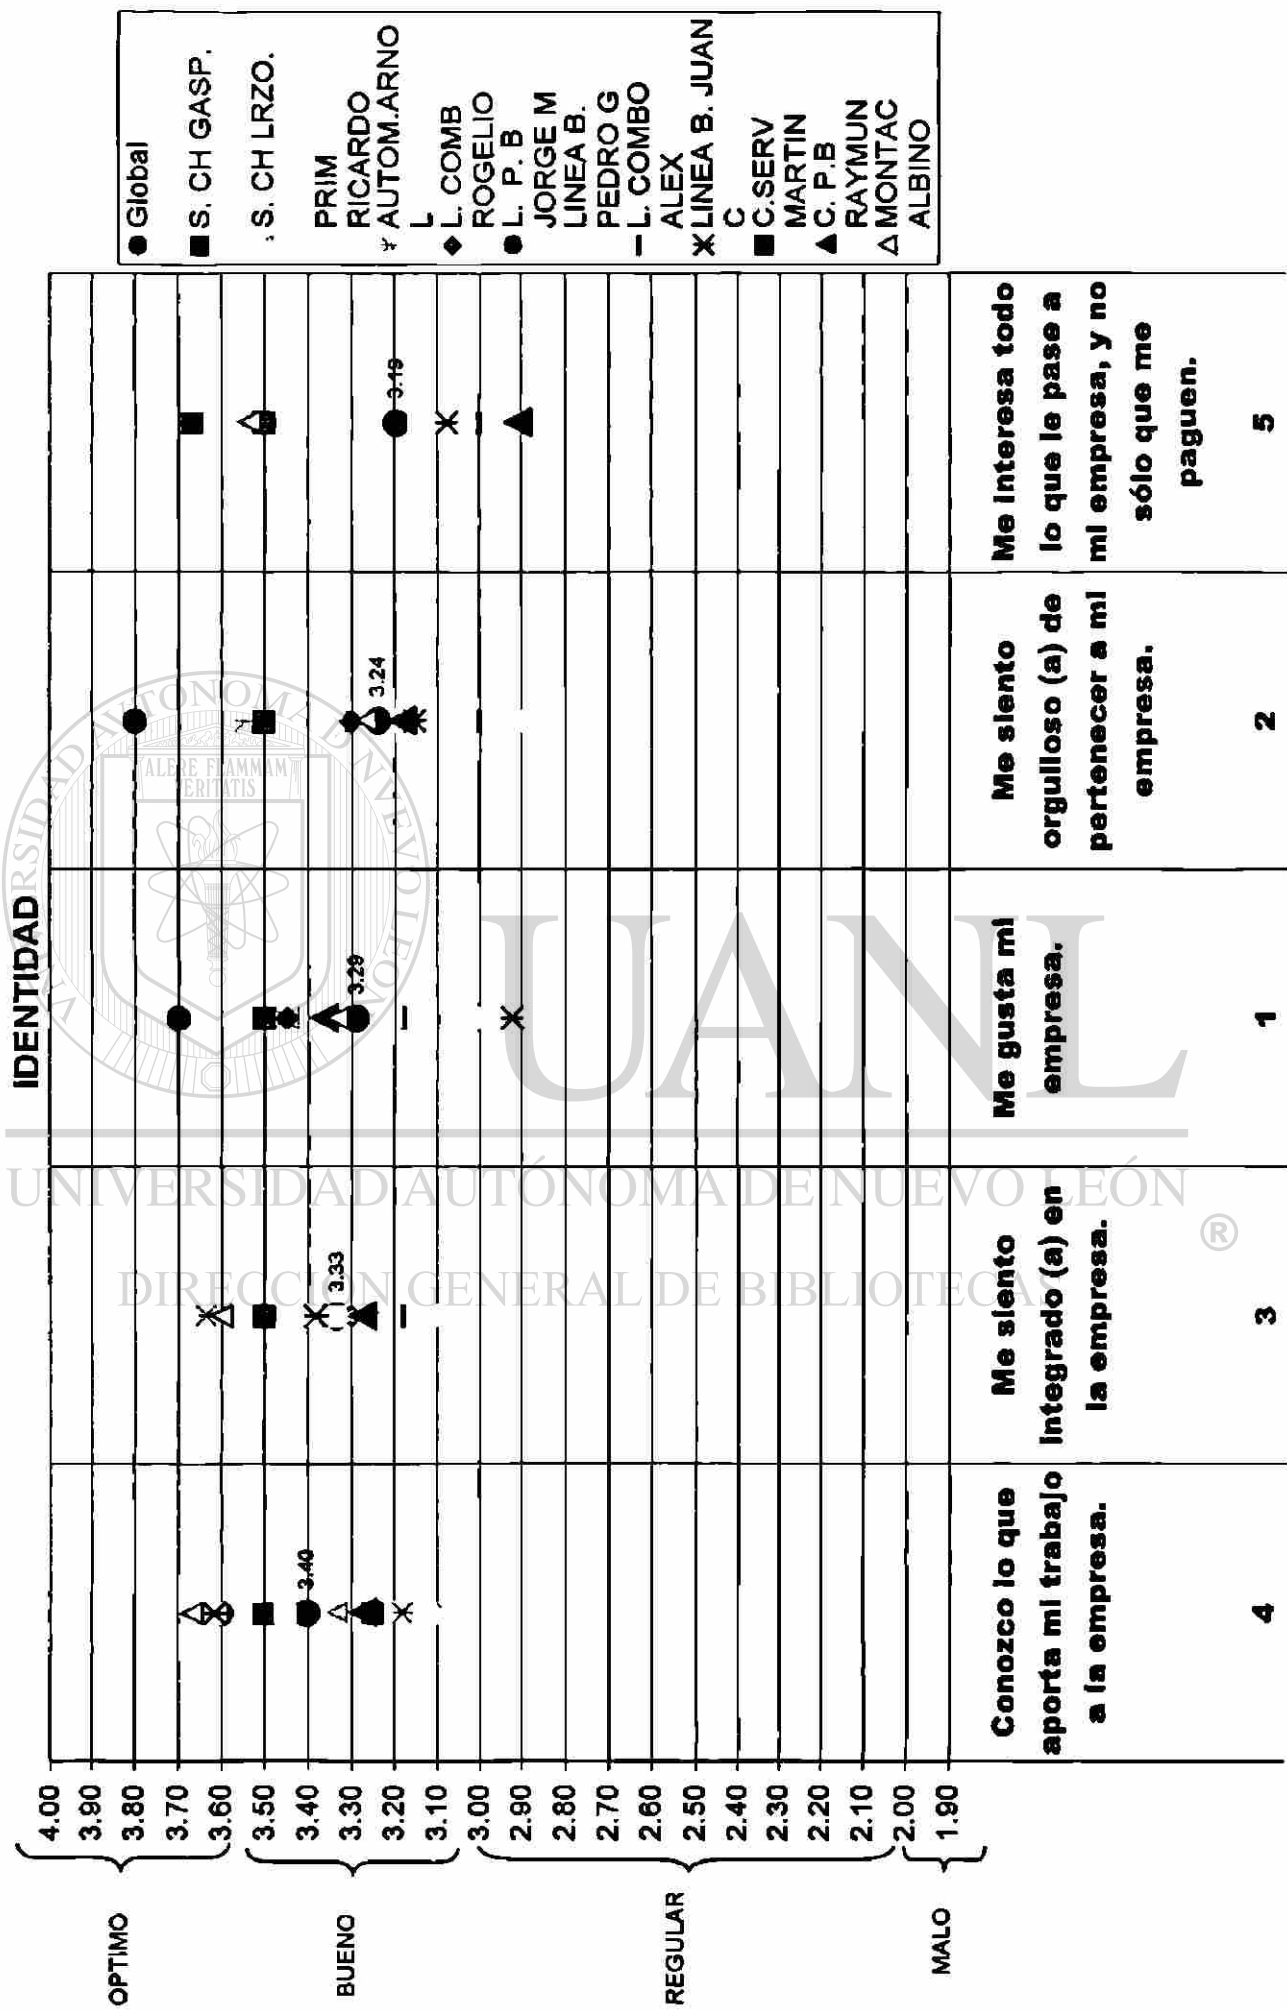 IDENTIDAD
OPTIMO
BUENO
REGULAR
MALO
4.00
3.90
3.80
3.70
3.60
3.50
3.40
3.30
3.20
3.10
3.00
2.90
2.80
2.70
2.60
2.50
2.40
2.30
2.20
2.10
2.00
1.90
3.40
3.33
3.29
3.24
3.19
Conozco lo que
aporta mi trabajo
a la empresa.
4
Me siento
integrado (a) en
la empresa.
3
Me gusta mi
empresa.
1
Me siento
orgulloso (a) de
pertenecer a mi
empresa.
2
Me interesa todo
lo que le pase a
mi empresa, y no
sólo que me
paguen.
5
Global
S. CH GASP.
S. CH LRZO.
PRIM
RICARDO
AUTOM.ARNO
L
L. COMB
ROGELIO
L. P. B
JORGE M
LINEA B.
PEDRO G
L. COMBO
ALEX
LINEA B. JUAN
C
C.SERV
MARTIN
C. P.B
RAYMUN
MONTAC
ALBINO
UNIVERSIDAD AUTONOMA DE NUEVO LEON
ALERE FLAMMAM
VERITATIS
UANL
UNIVERSIDAD AUTÓNOMA DE NUEVO LEÓN
®
DIRECCIÓN GENERAL DE BIBLIOTECAS